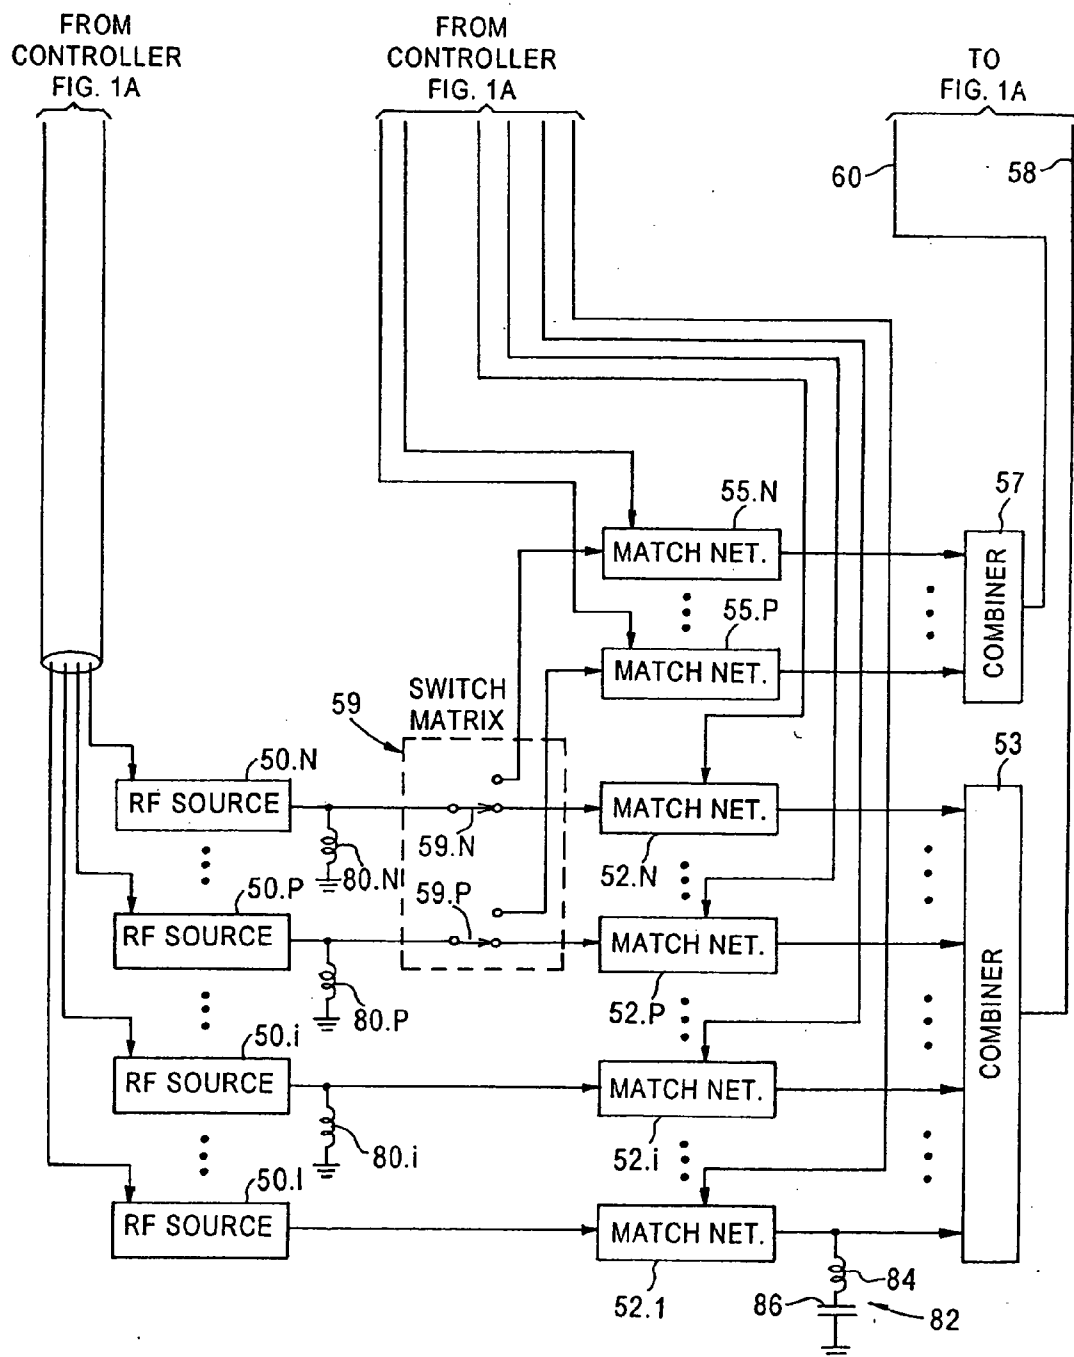 FROM
CONTROLLER
FIG. 1A
FROM
CONTROLLER
FIG. 1A
TO
FIG. 1A
60
58
55.N
MATCH NET.
57
COMBINER
55.P
MATCH NET.
SWITCH
MATRIX
59
50.N
RF SOURCE
80.N
59.N
MATCH NET.
52.N
53
COMBINER
50.P
RF SOURCE
80.P
59.P
MATCH NET.
52.P
50.i
RF SOURCE
80.i
MATCH NET.
52.i
50.I
RF SOURCE
MATCH NET.
52.1
84
86
82